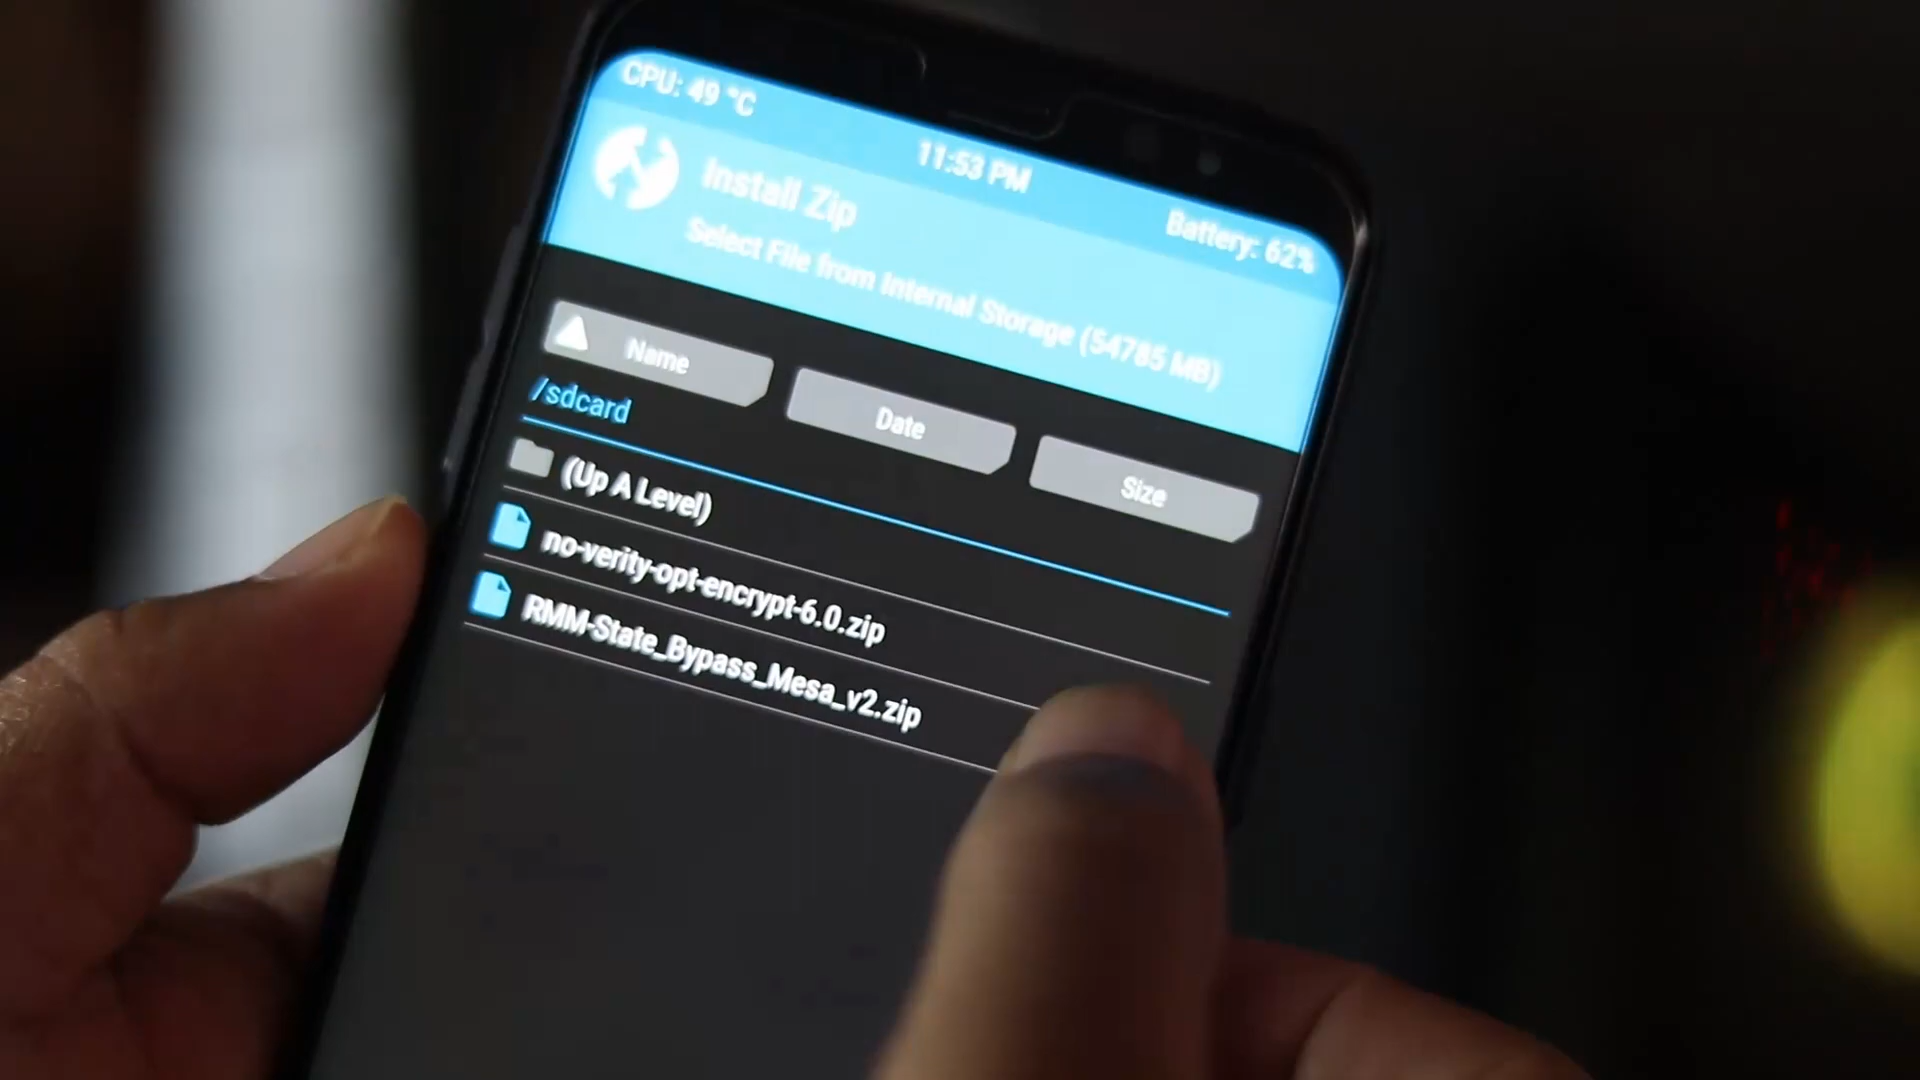 CPU: 49 °C
11:53 PM
Battery: 62%
Install Zip
Select File from Internal Storage (54785 MB)
Name
Date
Size
/sdcard
(Up A Level)
no-verity-opt-encrypt-6.0.zip
RMM-State_Bypass_Mesa_v2.zip